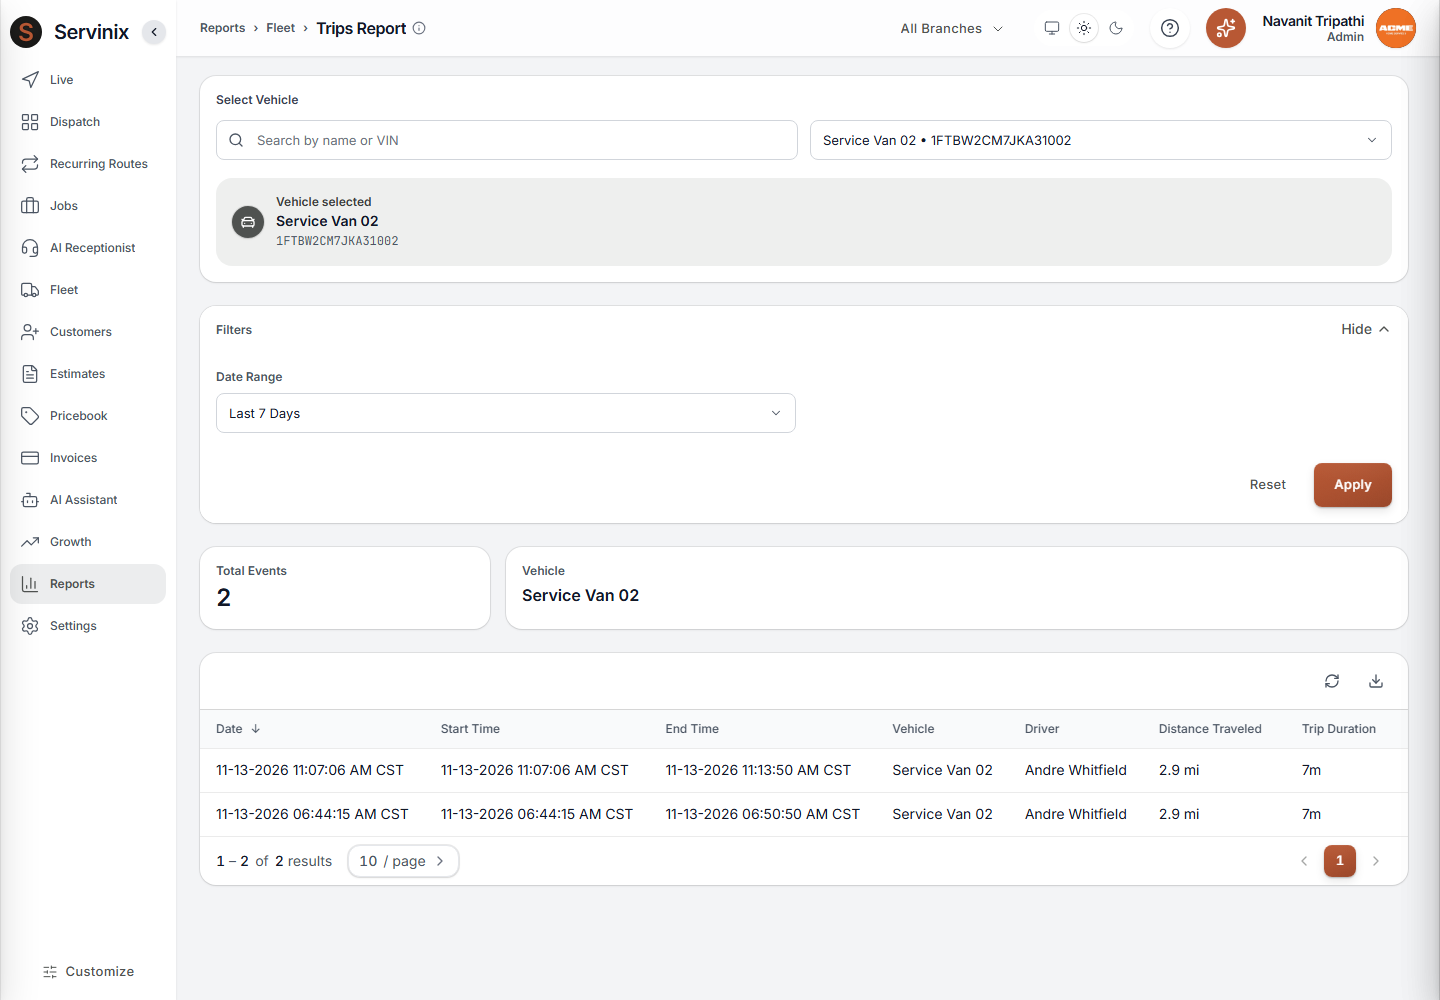 S Servinix
Reports › Fleet › Trips Report
All Branches
Navanit Tripathi
Admin
ACME
Live
Dispatch
Recurring Routes
Jobs
AI Receptionist
Fleet
Customers
Estimates
Pricebook
Invoices
AI Assistant
Growth
Reports
Settings
Customize
Select Vehicle
Search by name or VIN
Service Van 02 • 1FTBW2CM7JKA31002
Vehicle selected
Service Van 02
1FTBW2CM7JKA31002
Filters
Hide
Date Range
Last 7 Days
Reset
Apply
Total Events
2
Vehicle
Service Van 02
Date Start Time End Time Vehicle Driver Distance Traveled Trip Duration
11-13-2026 11:07:06 AM CST 11-13-2026 11:07:06 AM CST 11-13-2026 11:13:50 AM CST Service Van 02 Andre Whitfield 2.9 mi 7m
11-13-2026 06:44:15 AM CST 11-13-2026 06:44:15 AM CST 11-13-2026 06:50:50 AM CST Service Van 02 Andre Whitfield 2.9 mi 7m
1 – 2 of 2 results 10 / page 1